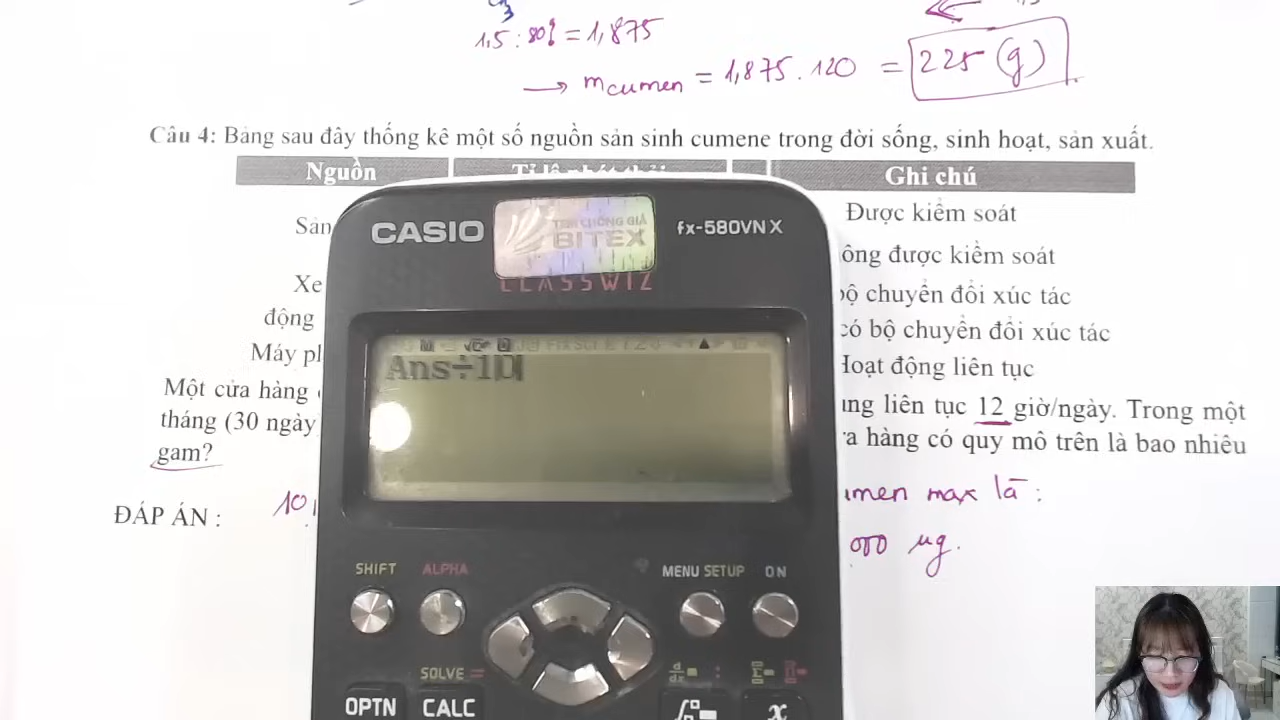 1,5 : 80% = 1,875
→ mcumen = 1,875 . 120 = 225 (g)
Câu 4: Bảng sau đây thống kê một số nguồn sản sinh cumene trong đời sống, sinh hoạt, sản xuất.
Nguồn Ghi chú
Sản Được kiểm soát
ông được kiểm soát
Xe bộ chuyển đổi xúc tác
động có bộ chuyển đổi xúc tác
Máy ph Hoạt động liên tục
Một cửa hàng ung liên tục 12 giờ/ngày. Trong một
tháng (30 ngày ửa hàng có quy mô trên là bao nhiêu
gam?
ĐÁP ÁN : 10, umen max là :
000 µg.
CASIO
BITEX
fx-580VN X
CLASSWIZ
Ans÷10
SHIFT ALPHA MENU SETUP ON
SOLVE =
OPTN CALC x